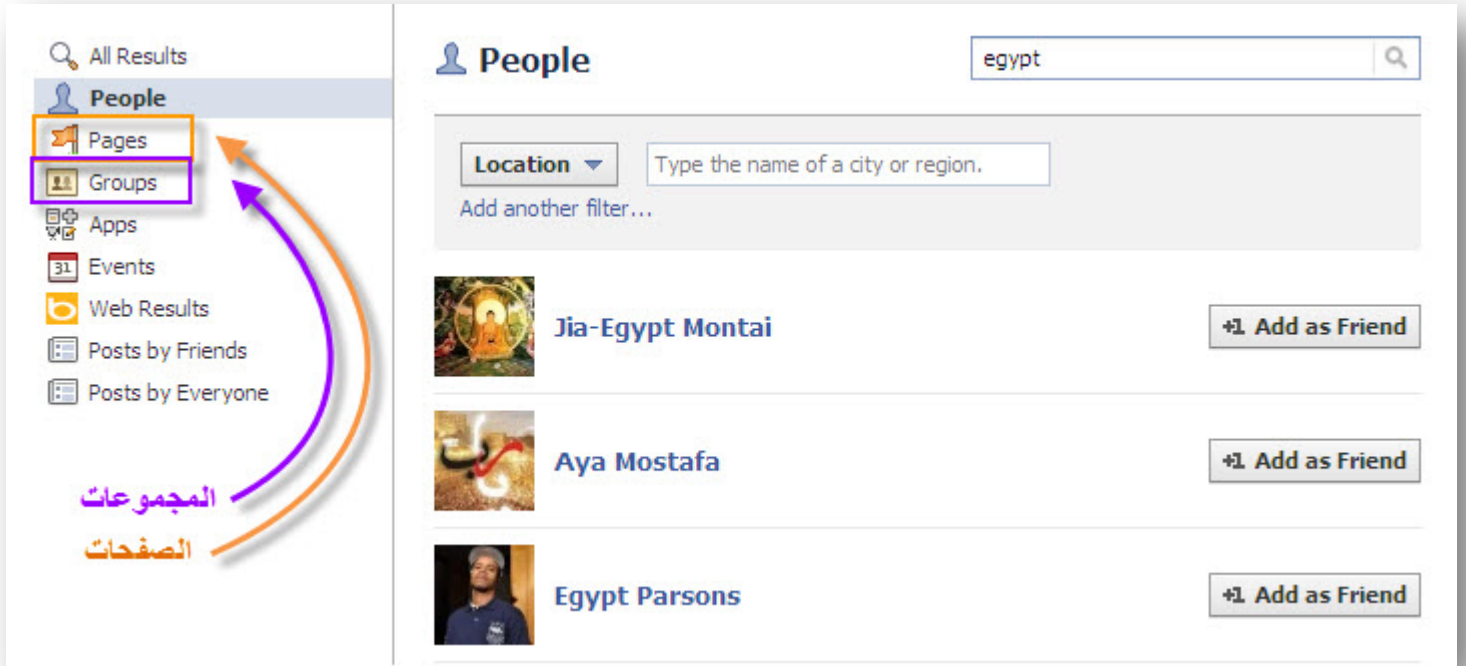 All Results
People
Pages
Groups
Apps
31 Events
Web Results
Posts by Friends
Posts by Everyone
المجموعات
الصفحات
People
egypt
Location
Type the name of a city or region.
Add another filter...
Jia-Egypt Montai
+1 Add as Friend
Aya Mostafa
+1 Add as Friend
Egypt Parsons
+1 Add as Friend